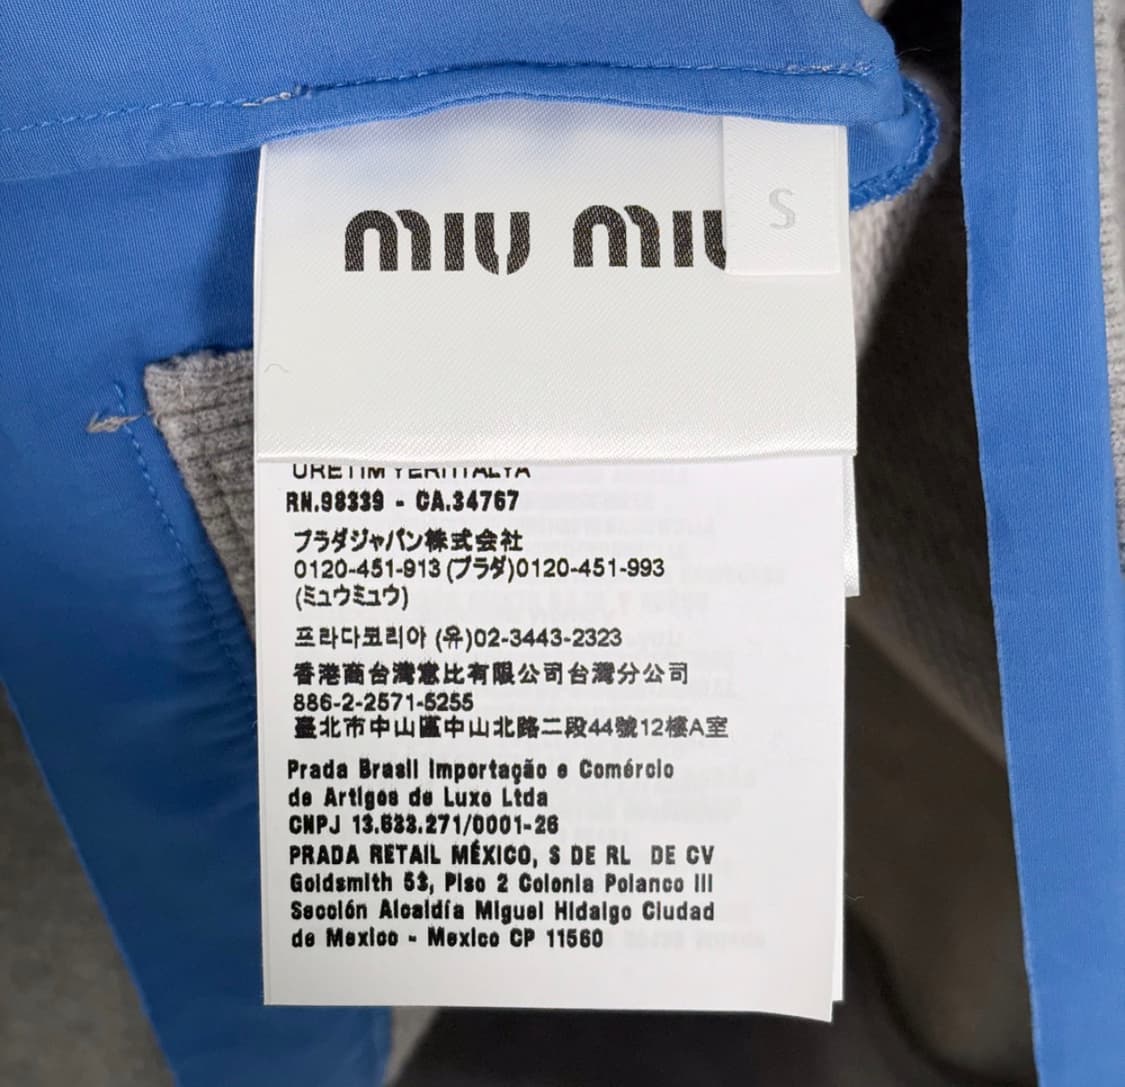 MIU MIU
S
ÜRETIM YERI:ITALYA
RN.98339 - CA.34767
プラダジャパン株式会社
0120-451-913 (プラダ)0120-451-993
(ミュウミュウ)
프라다코리아 (유)02-3443-2323
香港商台灣意比有限公司台灣分公司
886-2-2571-5255
臺北市中山區中山北路二段44號12樓A室
Prada Brasil Importação e Comércio
de Artigos de Luxo Ltda
CNPJ 13.633.271/0001-26
PRADA RETAIL MÉXICO, S DE RL DE CV
Goldsmith 53, Piso 2 Colonia Polanco III
Sección Alcaldía Miguel Hidalgo Ciudad
de Mexico - Mexico CP 11560